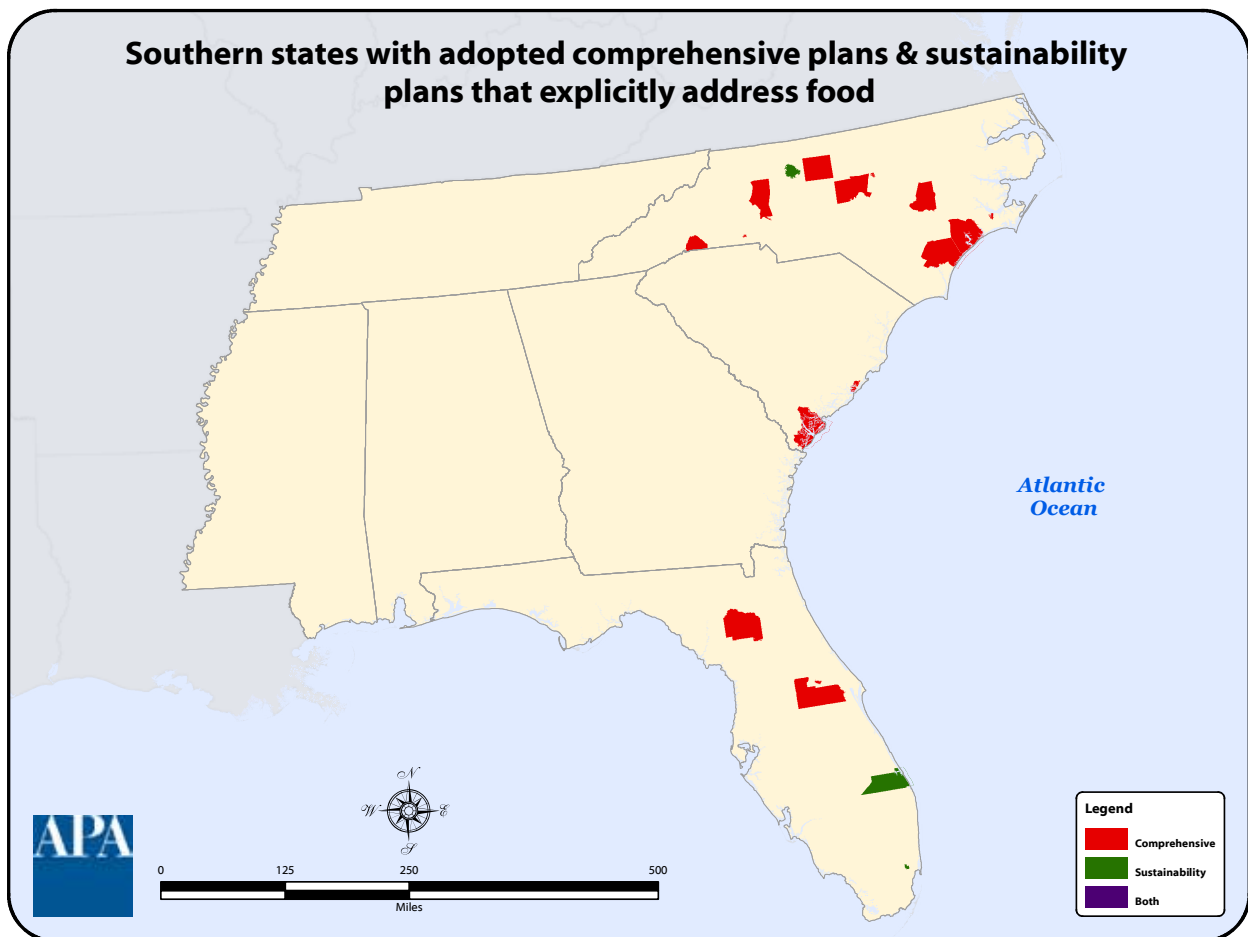 Southern states with adopted comprehensive plans & sustainability
plans that explicitly address food
Atlantic
Ocean
N
W E
S
APA
0 125 250 500
Miles
Legend
Comprehensive
Sustainability
Both